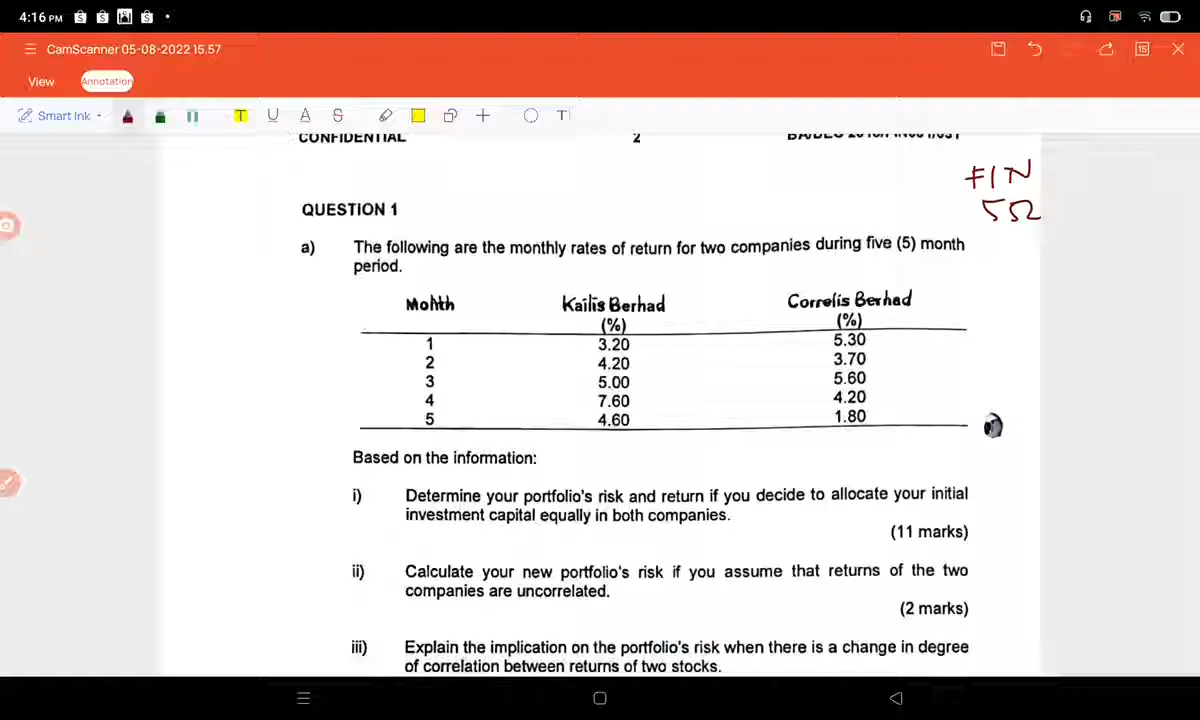 4:16 PM
CamScanner 05-08-2022 15.57
15
View
Annotation
Smart Ink
T U A S T
CONFIDENTIAL 2
FIN
552
QUESTION 1
a) The following are the monthly rates of return for two companies during five (5) month
period.
Month Kailis Berhad Correlis Berhad
(%) (%)
1 3.20 5.30
2 4.20 3.70
3 5.00 5.60
4 7.60 4.20
5 4.60 1.80
Based on the information:
i) Determine your portfolio's risk and return if you decide to allocate your initial
investment capital equally in both companies.
(11 marks)
ii) Calculate your new portfolio's risk if you assume that returns of the two
companies are uncorrelated.
(2 marks)
iii) Explain the implication on the portfolio's risk when there is a change in degree
of correlation between returns of two stocks.